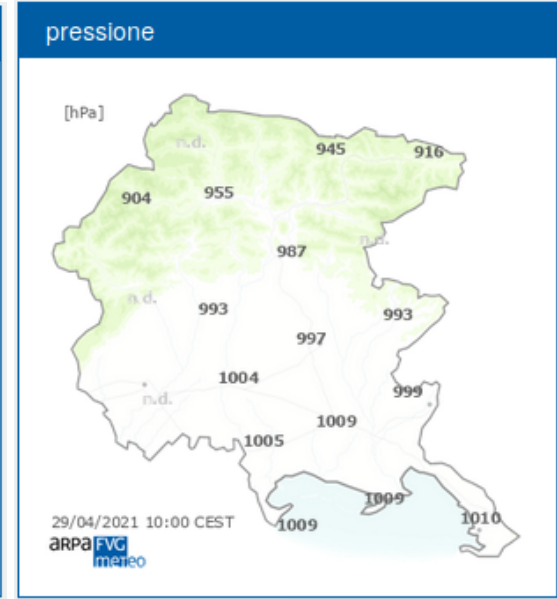 pressione
[hPa]
n.d.
945
916
904
955
n.d.
987
n.d.
993
993
997
1004
999
n.d.
1009
1005
1009
1010
1009
29/04/2021 10:00 CEST
arpa FVG
meteo